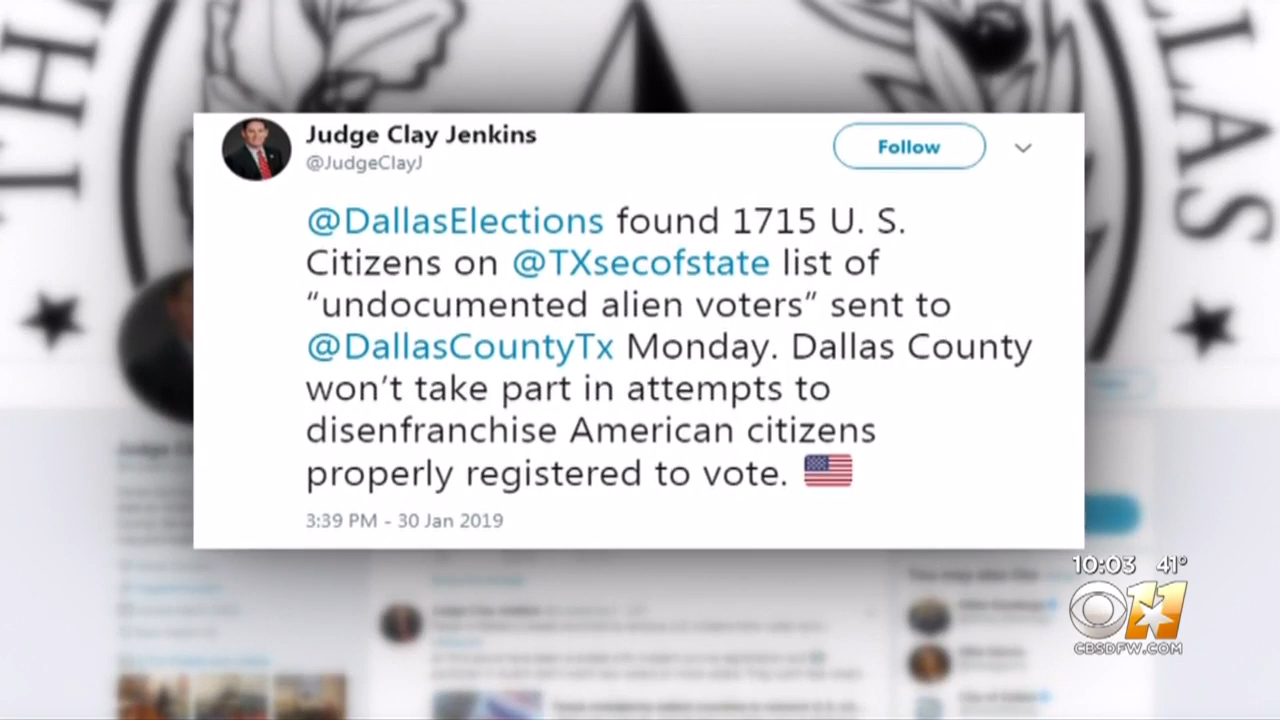 Judge Clay Jenkins
@JudgeClayJ
Follow
@DallasElections found 1715 U. S.
Citizens on @TXsecofstate list of
“undocumented alien voters” sent to
@DallasCountyTx Monday. Dallas County
won’t take part in attempts to
disenfranchise American citizens
properly registered to vote. 🇺🇸
3:39 PM - 30 Jan 2019
10:03 41°
11
CBSDFW.COM